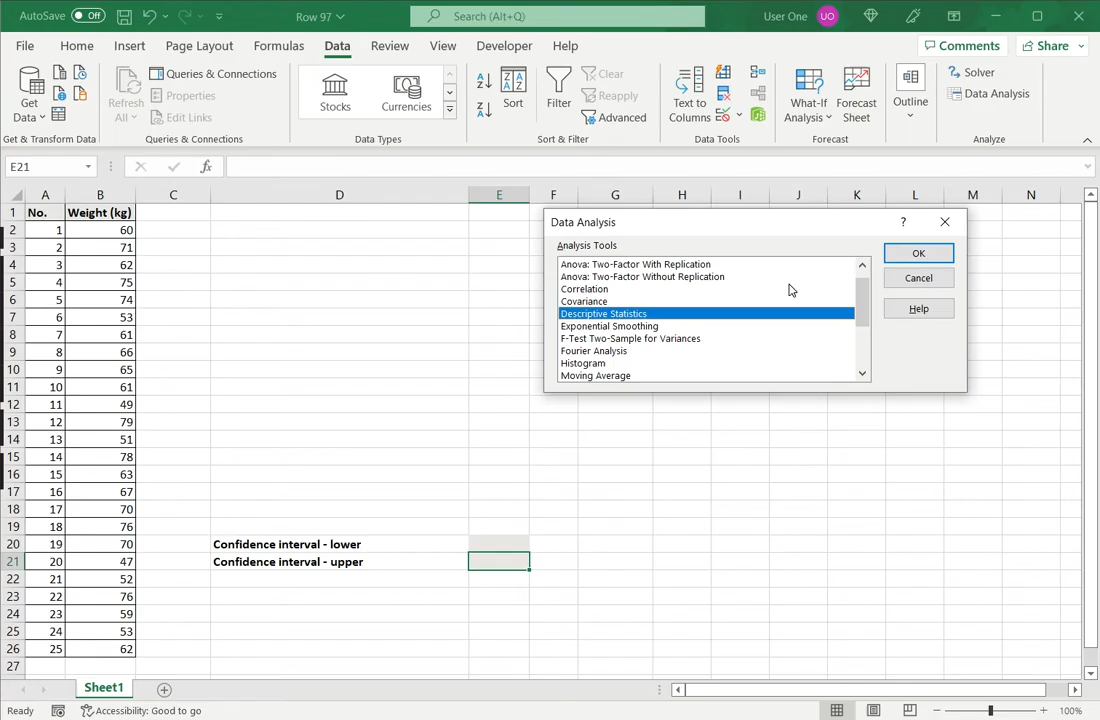 AutoSave Off Row 97 Search (Alt+Q) User One UO
File Home Insert Page Layout Formulas Data Review View Developer Help Comments Share
Get Data
Refresh All
Queries & Connections
Properties
Edit Links
Stocks
Currencies
Sort
Filter
Clear
Reapply
Advanced
Text to Columns
What-If Analysis
Forecast Sheet
Outline
Solver
Data Analysis
Get & Transform Data Queries & Connections Data Types Sort & Filter Data Tools Forecast Analyze
E21 fx
A B C D E F G H I J K L M N
1 No. Weight (kg)
2 1 60
3 2 71
4 3 62
5 4 75
6 5 74
7 6 53
8 7 61
9 8 66
10 9 65
11 10 61
12 11 49
13 12 79
14 13 51
15 14 78
16 15 63
17 16 67
18 17 70
19 18 76
20 19 70 Confidence interval - lower
21 20 47 Confidence interval - upper
22 21 52
23 22 76
24 23 59
25 24 53
26 25 62
27
Data Analysis ?
Analysis Tools
Anova: Two-Factor With Replication
Anova: Two-Factor Without Replication
Correlation
Covariance
Descriptive Statistics
Exponential Smoothing
F-Test Two-Sample for Variances
Fourier Analysis
Histogram
Moving Average
OK
Cancel
Help
Sheet1
Ready Accessibility: Good to go 100%